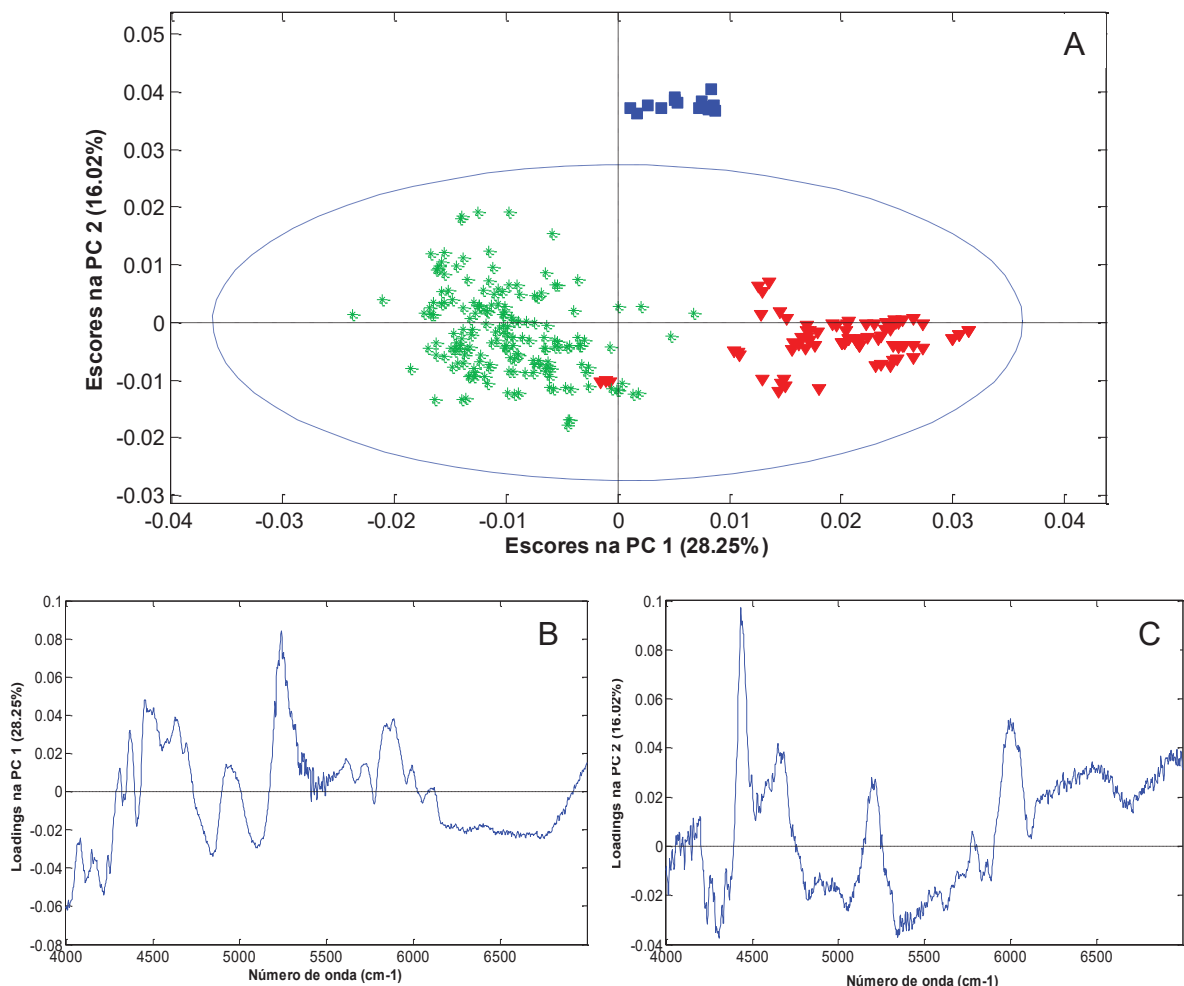 A
0.05
0.04
0.03
0.02
0.01
0
-0.01
-0.02
-0.03
Escores na PC 2 (16.02%)
-0.04 -0.03 -0.02 -0.01 0 0.01 0.02 0.03 0.04
Escores na PC 1 (28.25%)
B
0.1
0.08
0.06
0.04
0.02
0
-0.02
-0.04
-0.06
-0.08
Loadings na PC 1 (28.25%)
4000 4500 5000 5500 6000 6500
Número de onda (cm-1)
C
0.1
0.08
0.06
0.04
0.02
0
-0.02
-0.04
Loadings na PC 2 (16.02%)
4000 4500 5000 5500 6000 6500
Número de onda (cm-1)